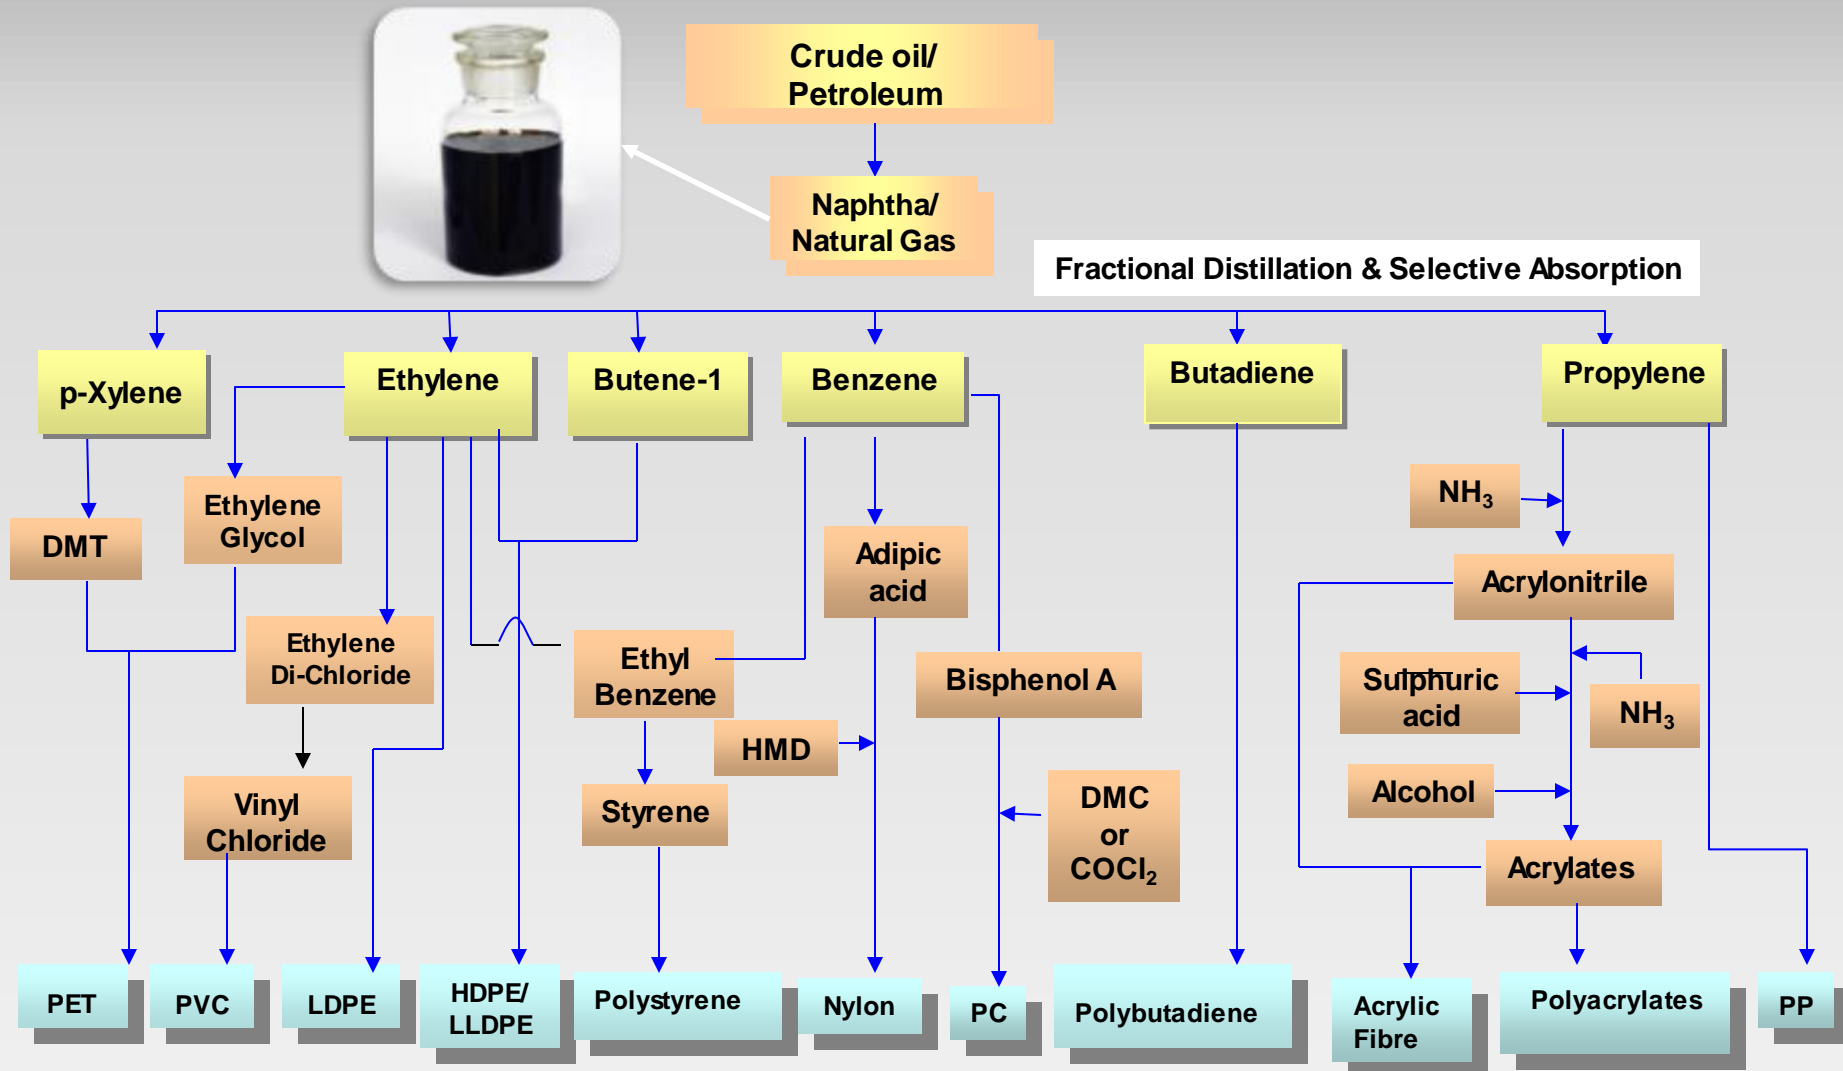 Crude oil/
Petroleum
Naphtha/
Natural Gas
Fractional Distillation & Selective Absorption
p-Xylene
Ethylene
Butene-1
Benzene
Butadiene
Propylene
DMT
Ethylene
Glycol
Adipic
acid
NH₃
Acrylonitrile
Ethylene
Di-Chloride
Ethyl
Benzene
Bisphenol A
Sulphuric
acid
NH₃
HMD
Vinyl
Chloride
Styrene
DMC
or
COCl₂
Alcohol
Acrylates
PET
PVC
LDPE
HDPE/
LLDPE
Polystyrene
Nylon
PC
Polybutadiene
Acrylic
Fibre
Polyacrylates
PP